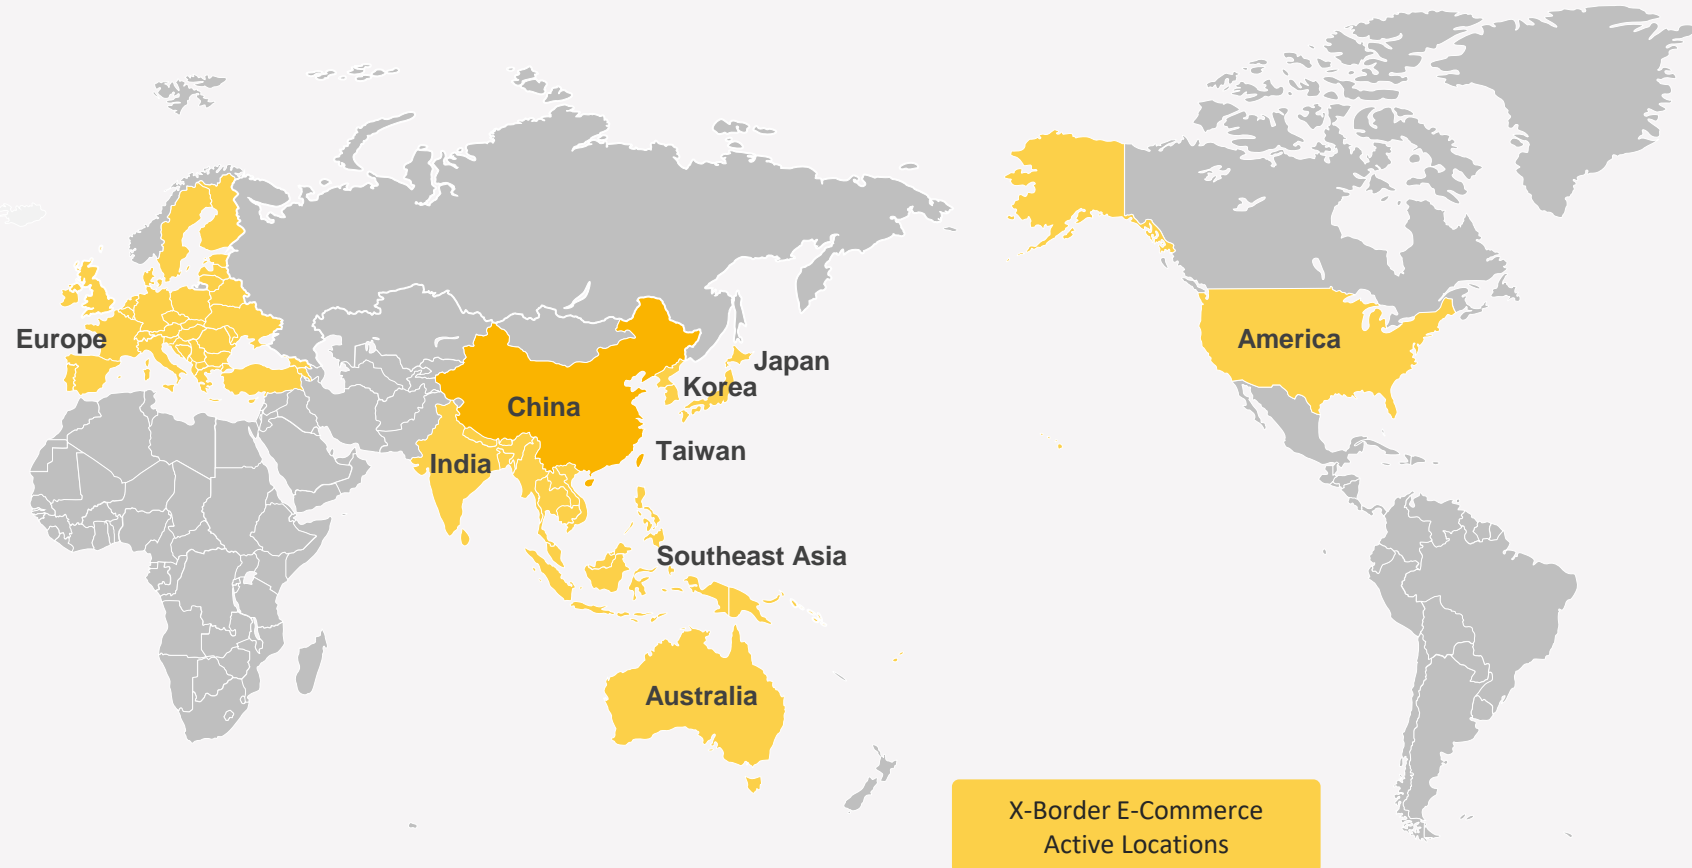 Europe
Japan
America
Korea
China
Taiwan
India
Southeast Asia
Australia
X-Border E-Commerce
Active Locations